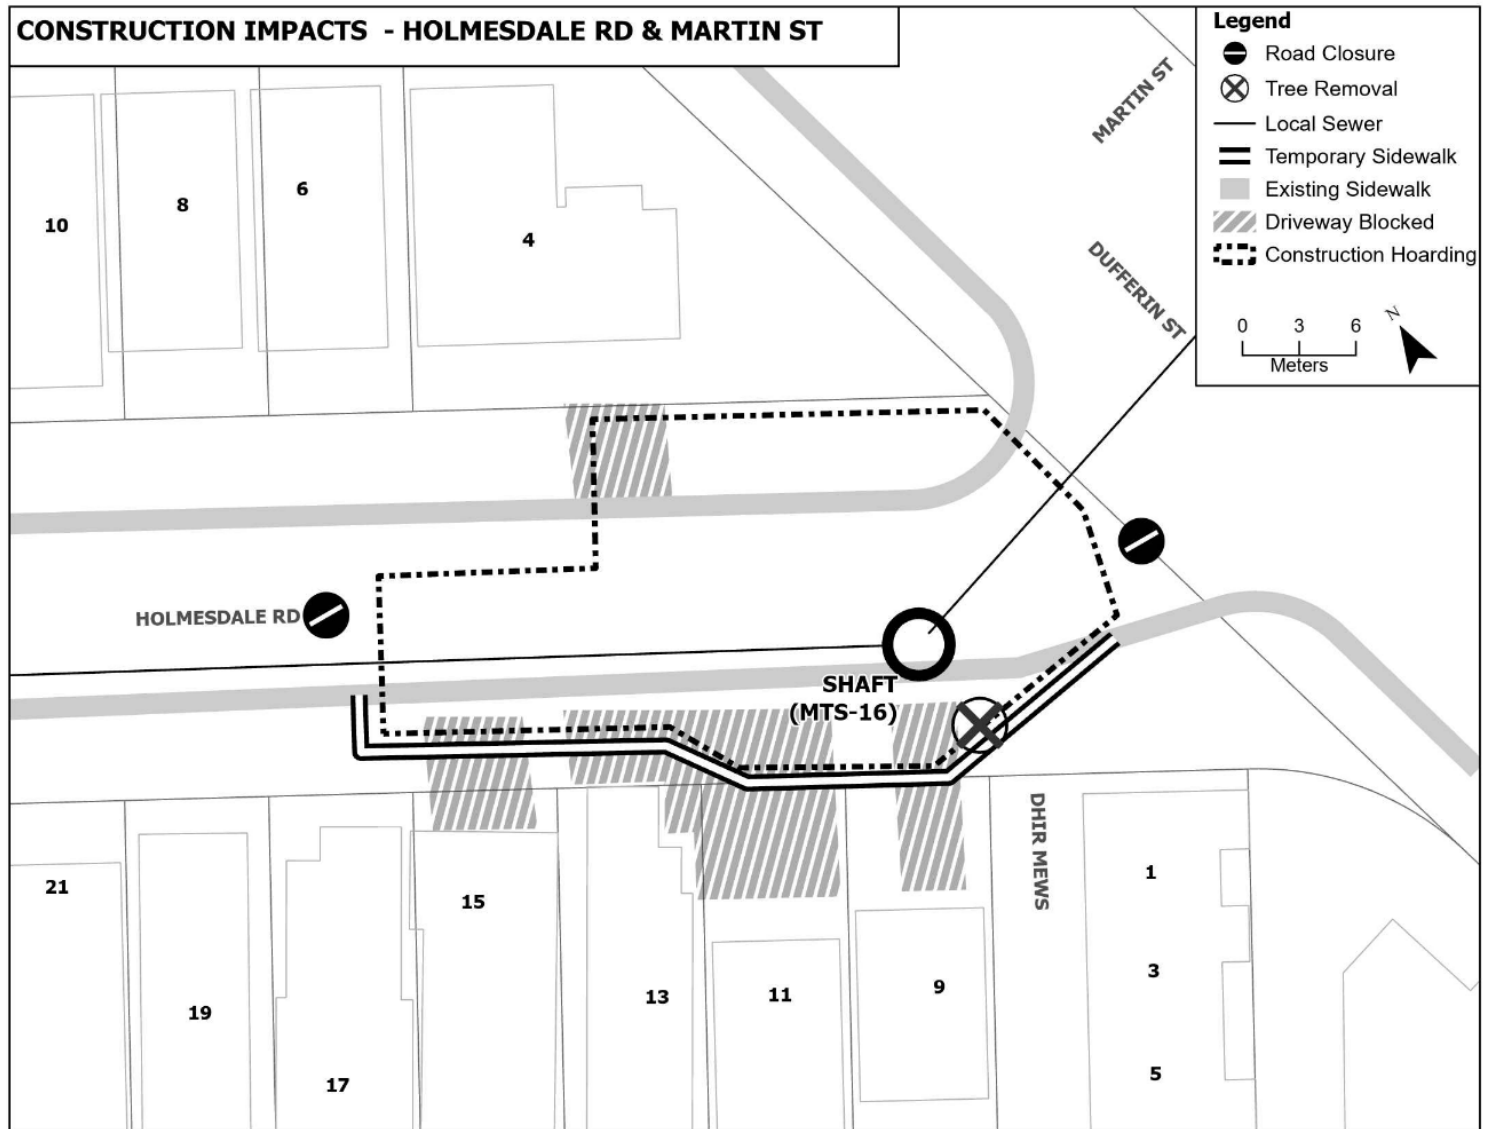 CONSTRUCTION IMPACTS - HOLMESDALE RD & MARTIN ST
Legend
Road Closure
Tree Removal
Local Sewer
Temporary Sidewalk
Existing Sidewalk
Driveway Blocked
Construction Hoarding
0 3 6
Meters
N
MARTIN ST
DUFFERIN ST
10
8
6
4
HOLMESDALE RD
SHAFT
(MTS-16)
DHIR MEWS
21
19
17
15
13
11
9
1
3
5